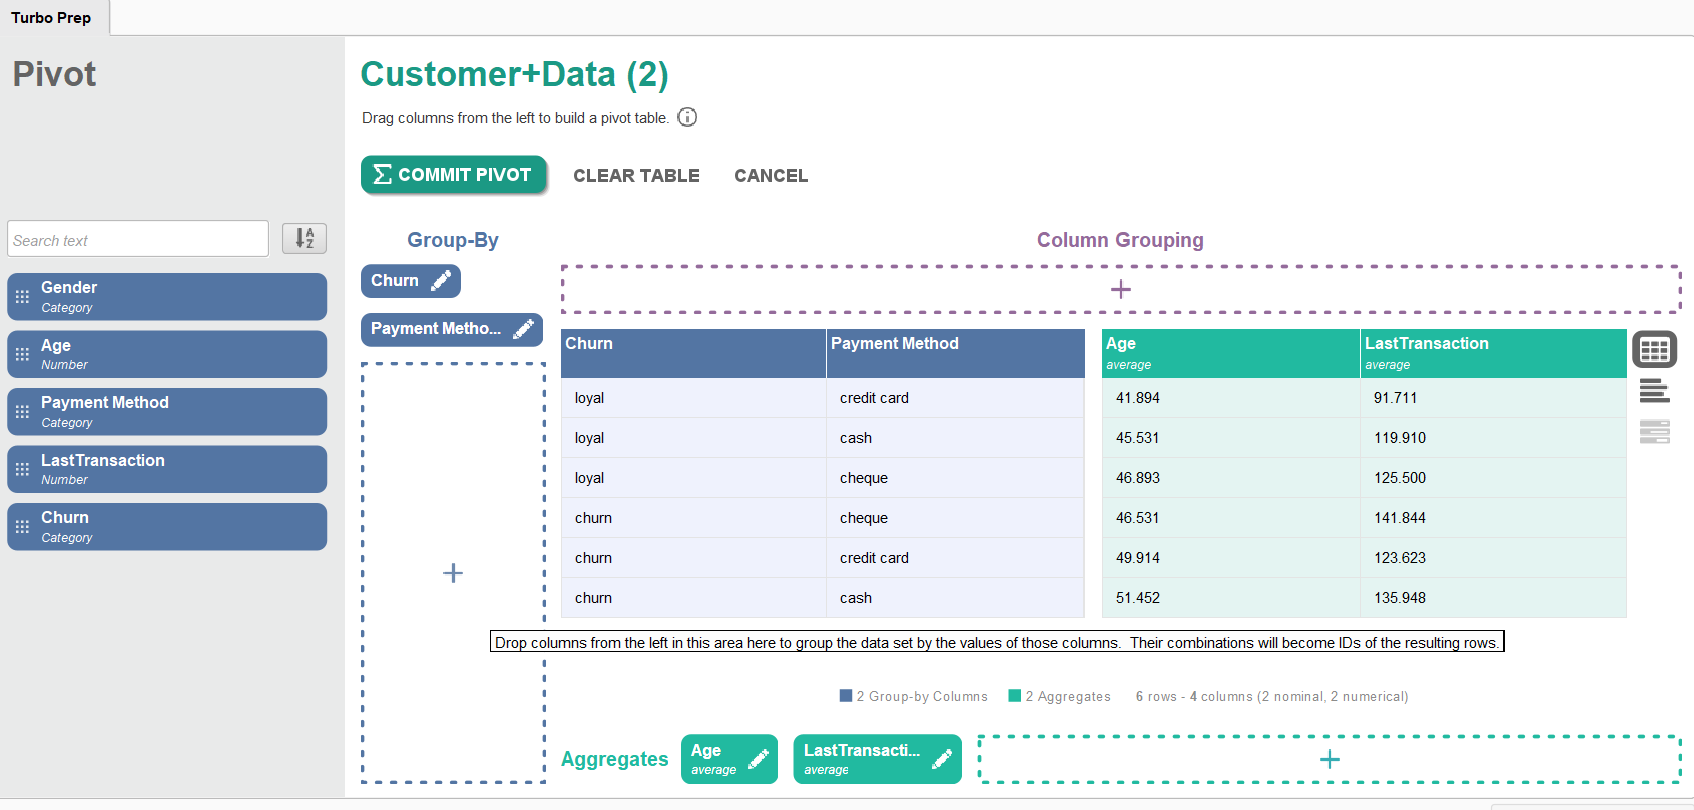 Turbo Prep
Pivot
Customer+Data (2)
Drag columns from the left to build a pivot table.
COMMIT PIVOT CLEAR TABLE CANCEL
Search text
A
Z
Gender
Category
Age
Number
Payment Method
Category
LastTransaction
Number
Churn
Category
Group-By
Churn
Payment Metho...
Column Grouping
Churn Payment Method Age LastTransaction
average average
loyal credit card 41.894 91.711
loyal cash 45.531 119.910
loyal cheque 46.893 125.500
churn cheque 46.531 141.844
churn credit card 49.914 123.623
churn cash 51.452 135.948
Drop columns from the left in this area here to group the data set by the values of those columns. Their combinations will become IDs of the resulting rows.
2 Group-by Columns 2 Aggregates 6 rows - 4 columns (2 nominal, 2 numerical)
Aggregates
Age
average
LastTransacti...
average